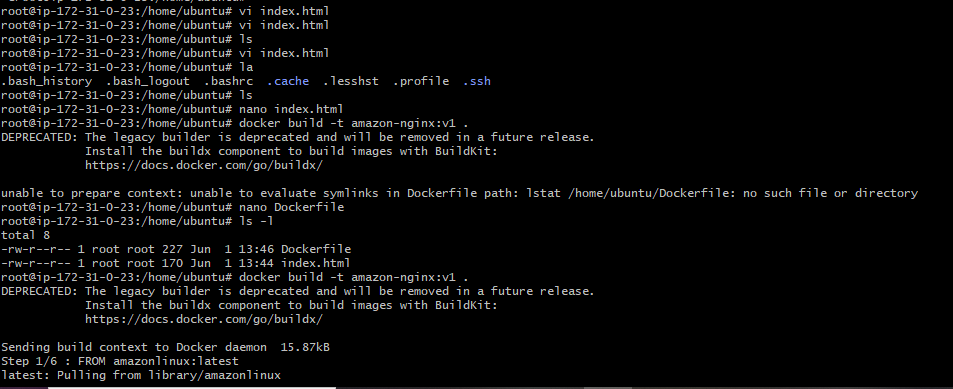 root@ip-172-31-0-23:/home/ubuntu# vi index.html
root@ip-172-31-0-23:/home/ubuntu# vi index.html
root@ip-172-31-0-23:/home/ubuntu# ls
root@ip-172-31-0-23:/home/ubuntu# vi index.html
root@ip-172-31-0-23:/home/ubuntu# la
.bash_history  .bash_logout  .bashrc  .cache  .lesshst  .profile  .ssh
root@ip-172-31-0-23:/home/ubuntu# ls
root@ip-172-31-0-23:/home/ubuntu# nano index.html
root@ip-172-31-0-23:/home/ubuntu# docker build -t amazon-nginx:v1 .
DEPRECATED: The legacy builder is deprecated and will be removed in a future release.
            Install the buildx component to build images with BuildKit:
            https://docs.docker.com/go/buildx/

unable to prepare context: unable to evaluate symlinks in Dockerfile path: lstat /home/ubuntu/Dockerfile: no such file or directory
root@ip-172-31-0-23:/home/ubuntu# nano Dockerfile
root@ip-172-31-0-23:/home/ubuntu# ls -l
total 8
-rw-r--r-- 1 root root 227 Jun  1 13:46 Dockerfile
-rw-r--r-- 1 root root 170 Jun  1 13:44 index.html
root@ip-172-31-0-23:/home/ubuntu# docker build -t amazon-nginx:v1 .
DEPRECATED: The legacy builder is deprecated and will be removed in a future release.
            Install the buildx component to build images with BuildKit:
            https://docs.docker.com/go/buildx/

Sending build context to Docker daemon  15.87kB
Step 1/6 : FROM amazonlinux:latest
latest: Pulling from library/amazonlinux